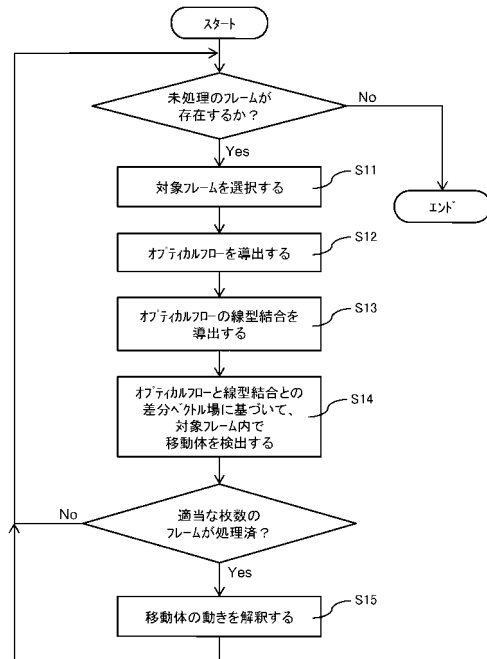 スタート
未処理のフレームが
存在するか？
No
Yes
対象フレームを選択する
S11
エンド
オプティカルフローを導出する
S12
オプティカルフローの線型結合を
導出する
S13
オプティカルフローと線型結合との
差分ベクトル場に基づいて、
対象フレーム内で
移動体を検出する
S14
適当な枚数の
フレームが処理済？
No
Yes
移動体の動きを解釈する
S15